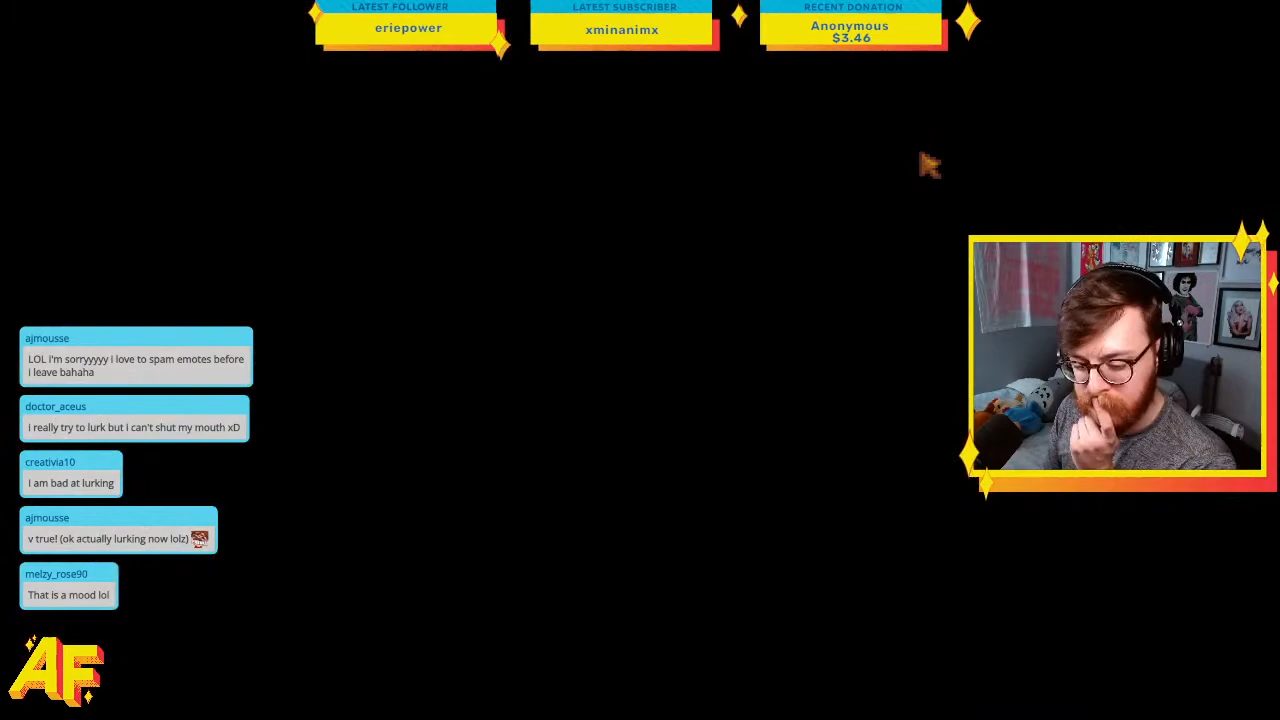 LATEST FOLLOWER
eriepower
LATEST SUBSCRIBER
xminanimx
RECENT DONATION
Anonymous
$3.46
ajmousse
LOL i'm sorryyyyy i love to spam emotes before
i leave bahaha
doctor_aceus
i really try to lurk but i can't shut my mouth xD
creativia10
I am bad at lurking
ajmousse
v true! (ok actually lurking now lolz)
melzy_rose90
That is a mood lol
AF